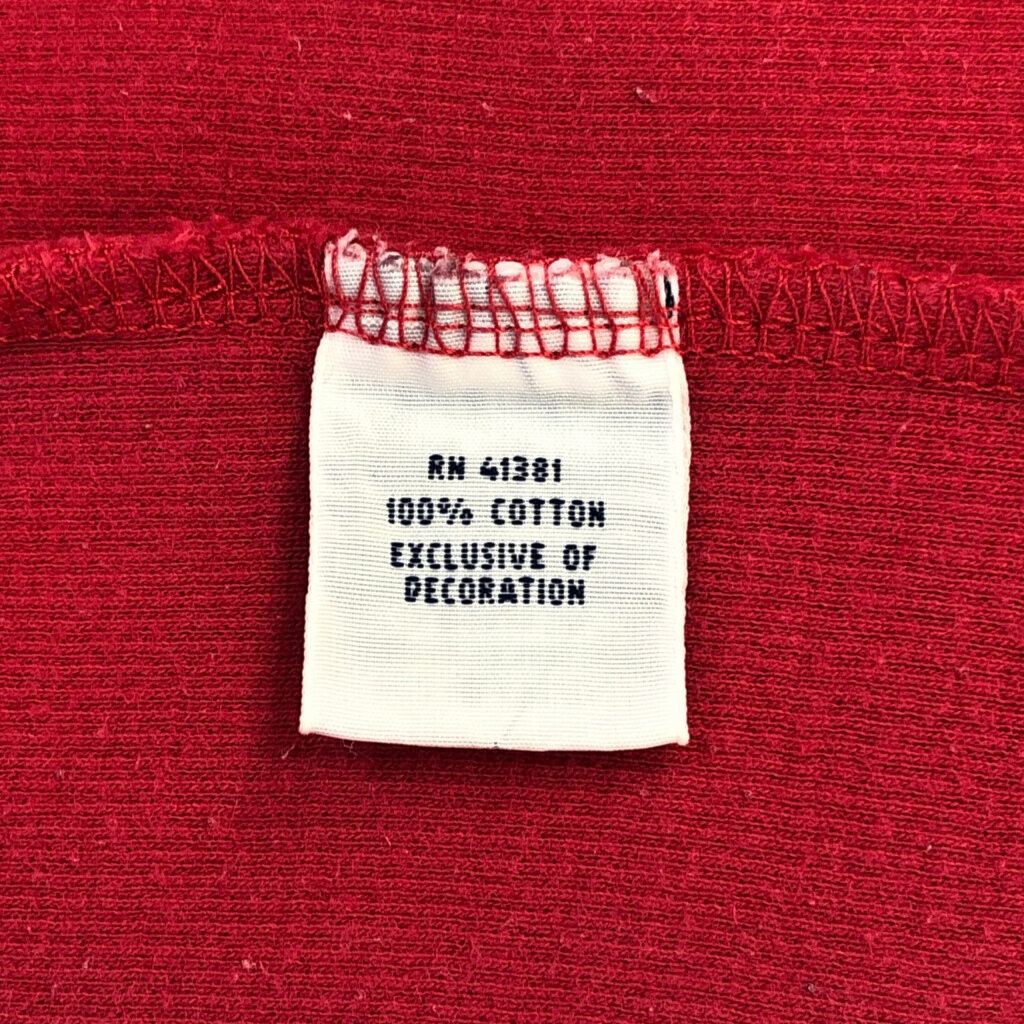 RN 41381
100% COTTON
EXCLUSIVE OF
DECORATION